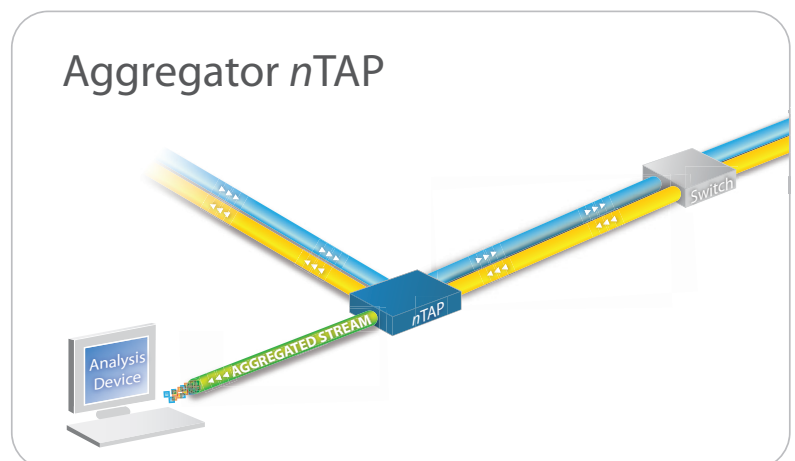 Aggregator nTAP
Switch
nTAP
AGGREGATED STREAM
Analysis
Device